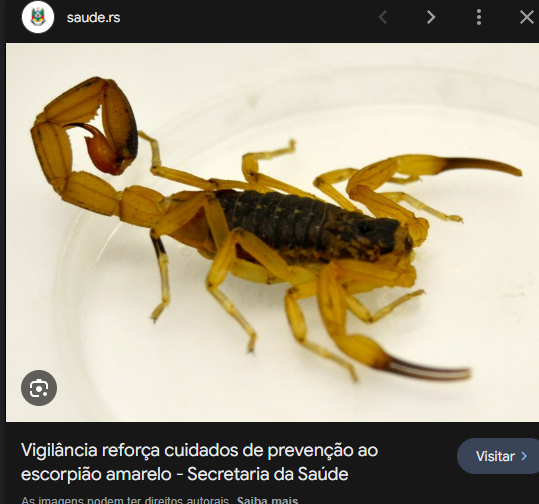 saude.rs
Vigilância reforça cuidados de prevenção ao
escorpião amarelo - Secretaria da Saúde
Visitar
As imagens podem ter direitos autorais. Saiba mais